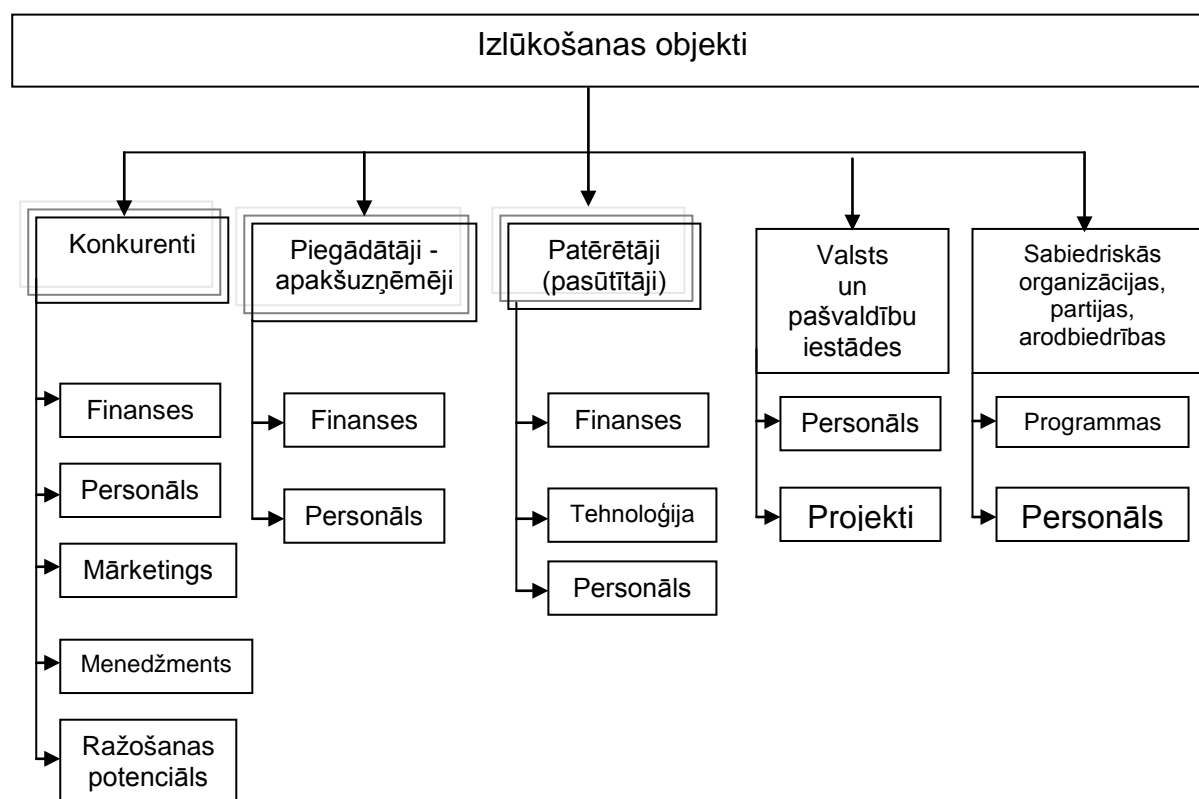 Izlūkošanas objekti
Konkurenti
Piegādātāji -
apakšuzņēmēji
Patērētāji
(pasūtītāji)
Valsts
un
pašvaldību
iestādes
Sabiedriskās
organizācijas,
partijas,
arodbiedrības
Finanses
Personāls
Mārketings
Menedžments
Ražošanas
potenciāls
Finanses
Personāls
Finanses
Tehnoloģija
Personāls
Personāls
Projekti
Programmas
Personāls